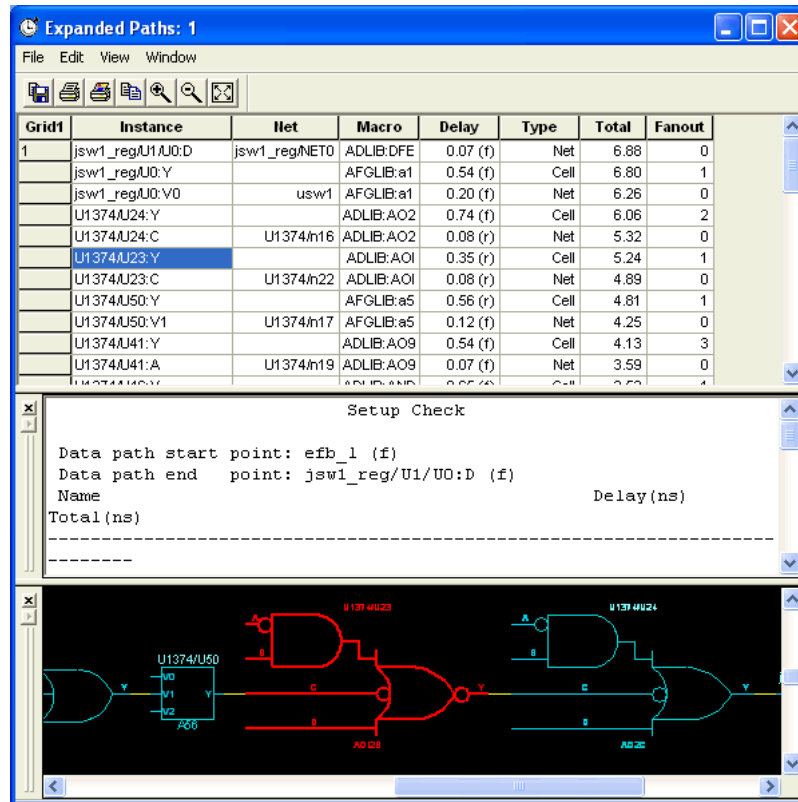 Expanded Paths: 1
File Edit View Window
Grid1 Instance Net Macro Delay Type Total Fanout
1 jsw1_reg/U1/U0:D jsw1_reg/NET0 ADLIB:DFE 0.07 (f) Net 6.88 0
jsw1_reg/U0:Y AFGLIB:a1 0.54 (f) Cell 6.80 1
jsw1_reg/U0:V0 usw1 AFGLIB:a1 0.20 (f) Net 6.26 0
U1374/U24:Y ADLIB:AO2 0.74 (f) Cell 6.06 2
U1374/U24:C U1374/n16 ADLIB:AO2 0.08 (r) Net 5.32 0
U1374/U23:Y ADLIB:AOI 0.35 (r) Cell 5.24 1
U1374/U23:C U1374/n22 ADLIB:AOI 0.08 (r) Net 4.89 0
U1374/U50:Y AFGLIB:a5 0.56 (r) Cell 4.81 1
U1374/U50:V1 U1374/n17 AFGLIB:a5 0.12 (f) Net 4.25 0
U1374/U41:Y ADLIB:AO9 0.54 (f) Cell 4.13 3
U1374/U41:A U1374/n19 ADLIB:AO9 0.07 (f) Net 3.59 0
Setup Check
Data path start point: efb_l (f)
Data path end point: jsw1_reg/U1/U0:D (f)
Name Delay(ns)
Total(ns)
----------------------------------------------------------------------
--------
U1374/U23 U1374/U24
A A
B B
U1374/U50
V0
Y V1 Y C Y C Y
V2
D D
A56
AOI2B AO2C